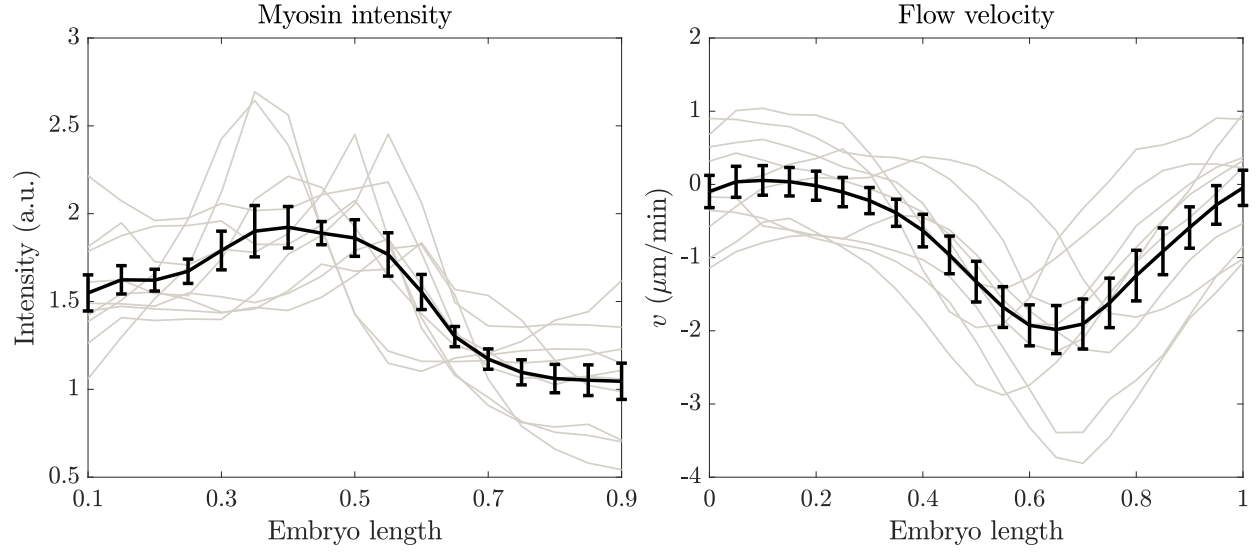 Myosin intensity
3
2.5
2
1.5
1
0.5
Intensity (a.u.)
0.1 0.3 0.5 0.7 0.9
Embryo length
Flow velocity
2
1
0
-1
-2
-3
-4
v (μm/min)
0 0.2 0.4 0.6 0.8 1
Embryo length